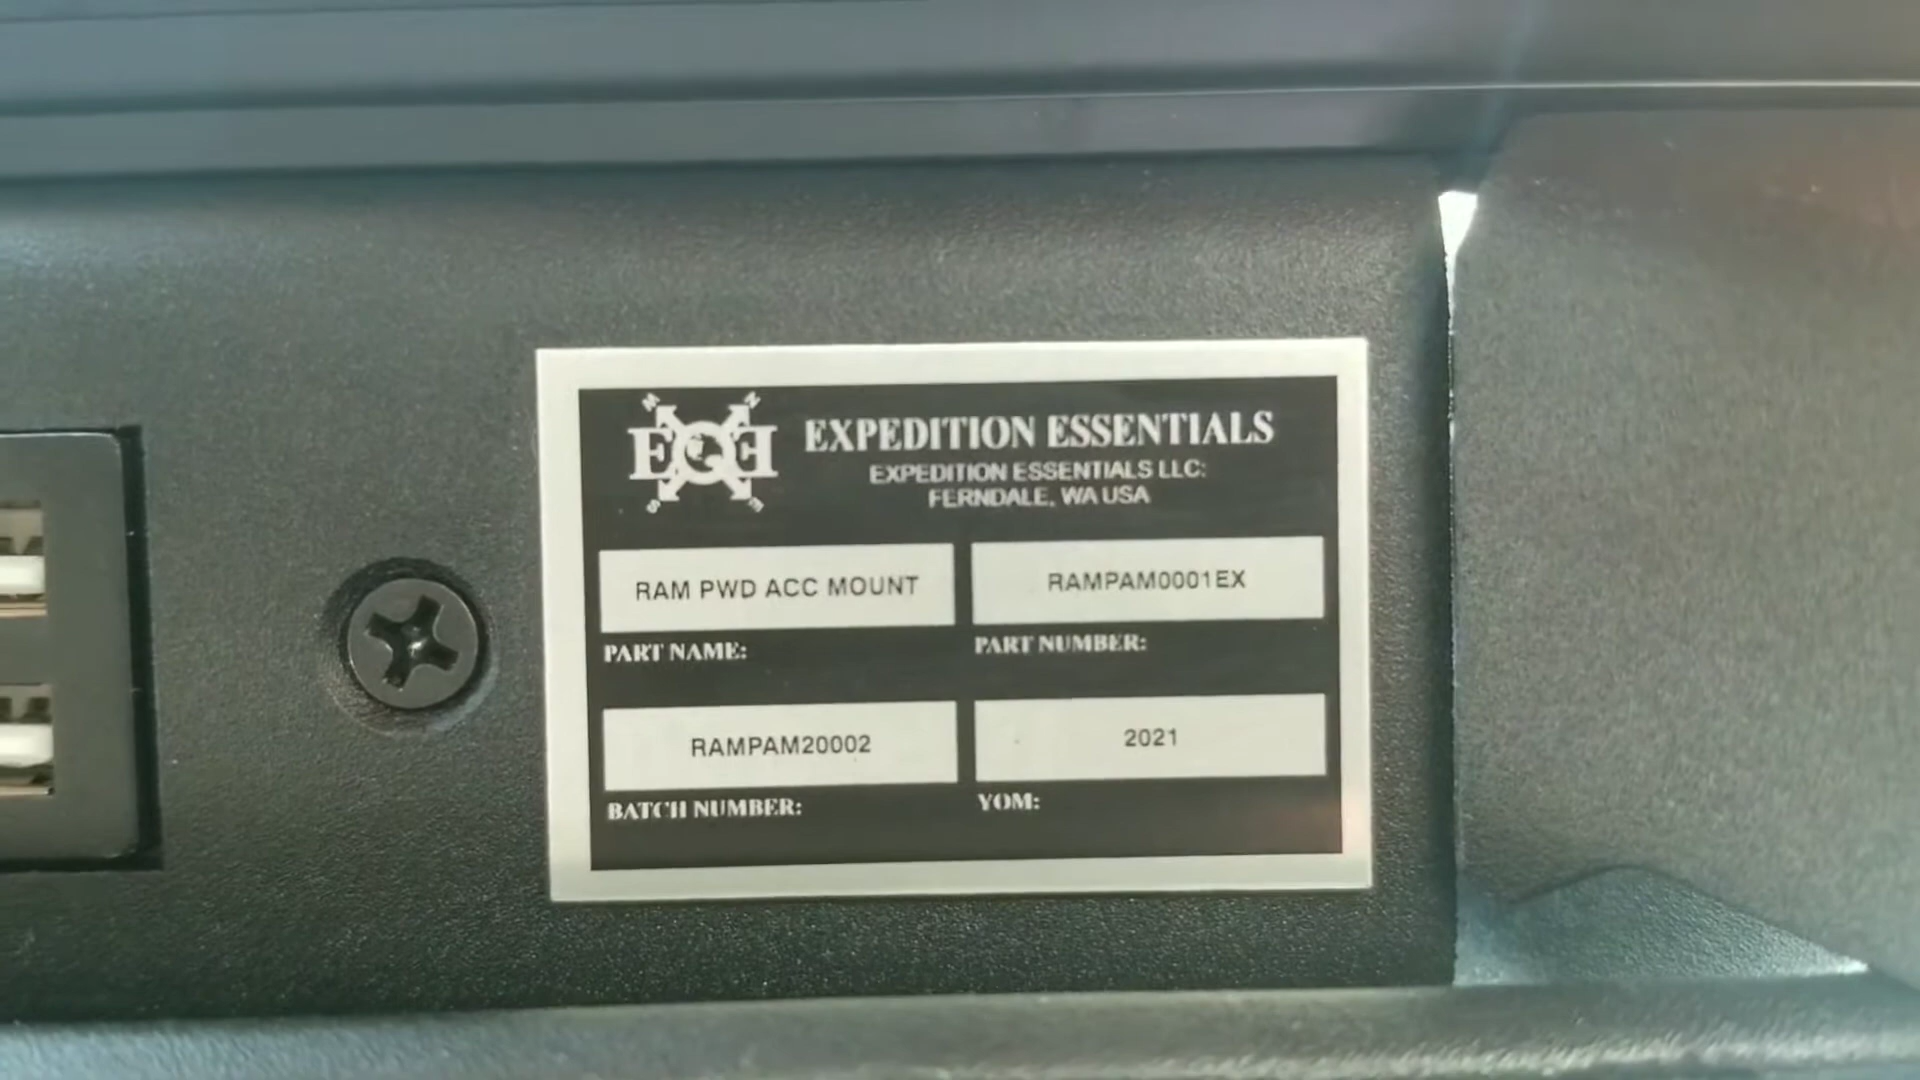 N N
EQE
S E
EXPEDITION ESSENTIALS
EXPEDITION ESSENTIALS LLC:
FERNDALE, WA USA
RAM PWD ACC MOUNT
RAMPAM0001EX
PART NAME:
PART NUMBER:
RAMPAM20002
2021
BATCH NUMBER:
YOM: